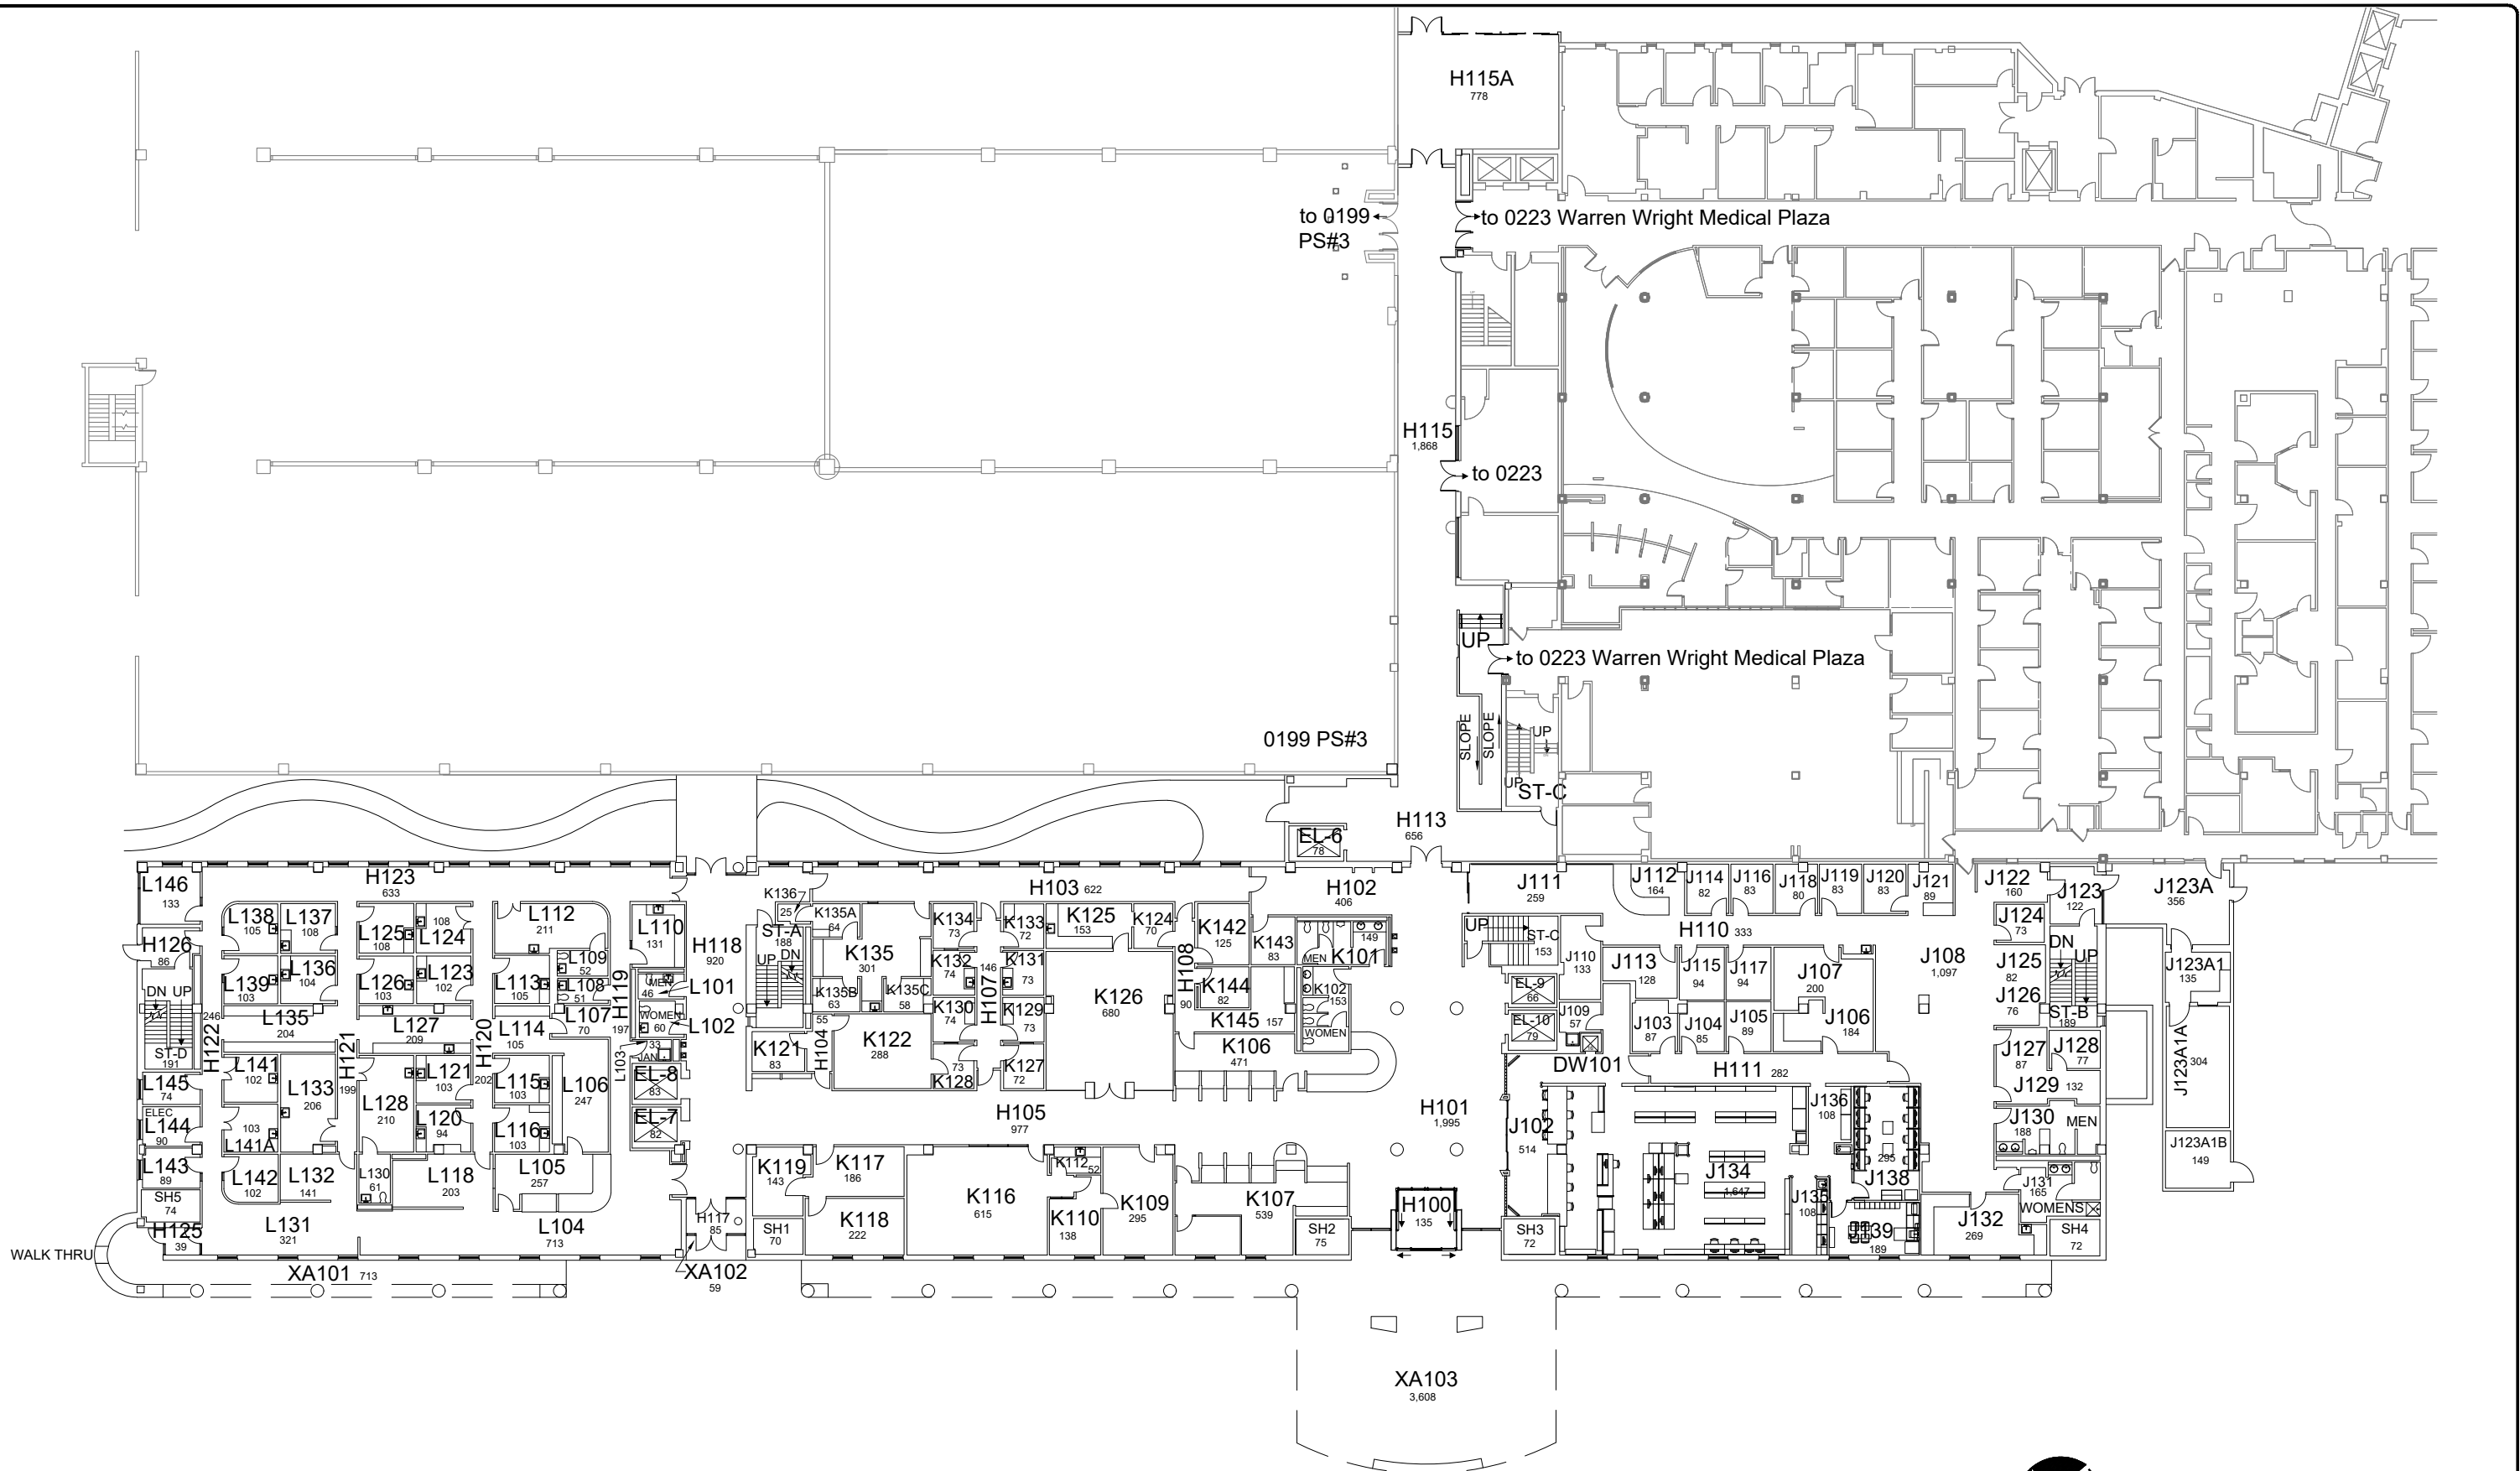 H115A
778
to 0199
PS#3
to 0223 Warren Wright Medical Plaza
H115
1,868
to 0223
UP
to 0223 Warren Wright Medical Plaza
SLOPE
SLOPE
UP
UP
ST-C
0199 PS#3
H113
656
EL-6
78
L146
133
H123
633
L138
105
L137
108
L125
108
108
L124
L112
211
L110
131
H118
920
H126
86
L139
103
L136
104
L126
103
L123
102
L113
105
L109
52
L108
51
H119
197
MEN
46
L101
WOMEN
60
L102
DN UP
ST-D
191
246
H122
L135
204
H121
199
L127
209
H120
202
L114
105
L107
70
L103
33
JAN
EL-8
83
EL-7
82
L145
74
ELEC
L144
90
L143
89
SH5
74
H125
39
L141
102
103
L141A
L142
102
L133
206
L132
141
L131
321
L128
210
L130
61
L121
103
L120
94
L118
203
L115
103
L116
103
L106
247
L105
257
L104
713
WALK THRU
XA101 713
H117
85
XA102
59
K136
25
ST-A
188
UP
DN
K135A
64
K135
301
K135B
63
K135C
58
55
H104
K121
83
K122
288
H103 622
K134
73
K132
74
K130
74
73
K128
146
H107
K133
72
K131
73
K129
73
K127
72
K125
153
K124
70
K126
680
H108
90
K142
125
K143
83
K144
82
K145 157
K106
471
H102
406
149
MEN
K101
K102
153
WOMEN
H105
977
K119
143
SH1
70
K117
186
K118
222
K116
615
K112
52
K110
138
K109
295
K107
539
SH2
75
H101
1,995
H100
135
XA103
3,608
J111
259
UP
ST-C
153
J110
133
EL-9
66
EL-10
79
J109
57
DW101
J112
164
J114
82
J116
83
J118
80
J119
83
J120
83
J121
89
H110 333
J113
128
J115
94
J117
94
J107
200
J103
87
J104
85
J105
89
J106
184
J108
1,097
H111 282
J102
514
J134
1,647
J136
108
J135
108
295
J138
J139
189
SH3
72
J122
160
J123
122
J123A
356
J124
73
J125
82
J126
76
DN
UP
ST-B
189
J127
87
J128
77
J129 132
J130
188
MEN
J131
165
WOMENS
J132
269
SH4
72
J123A1
135
J123A1A
304
J123A1B
149